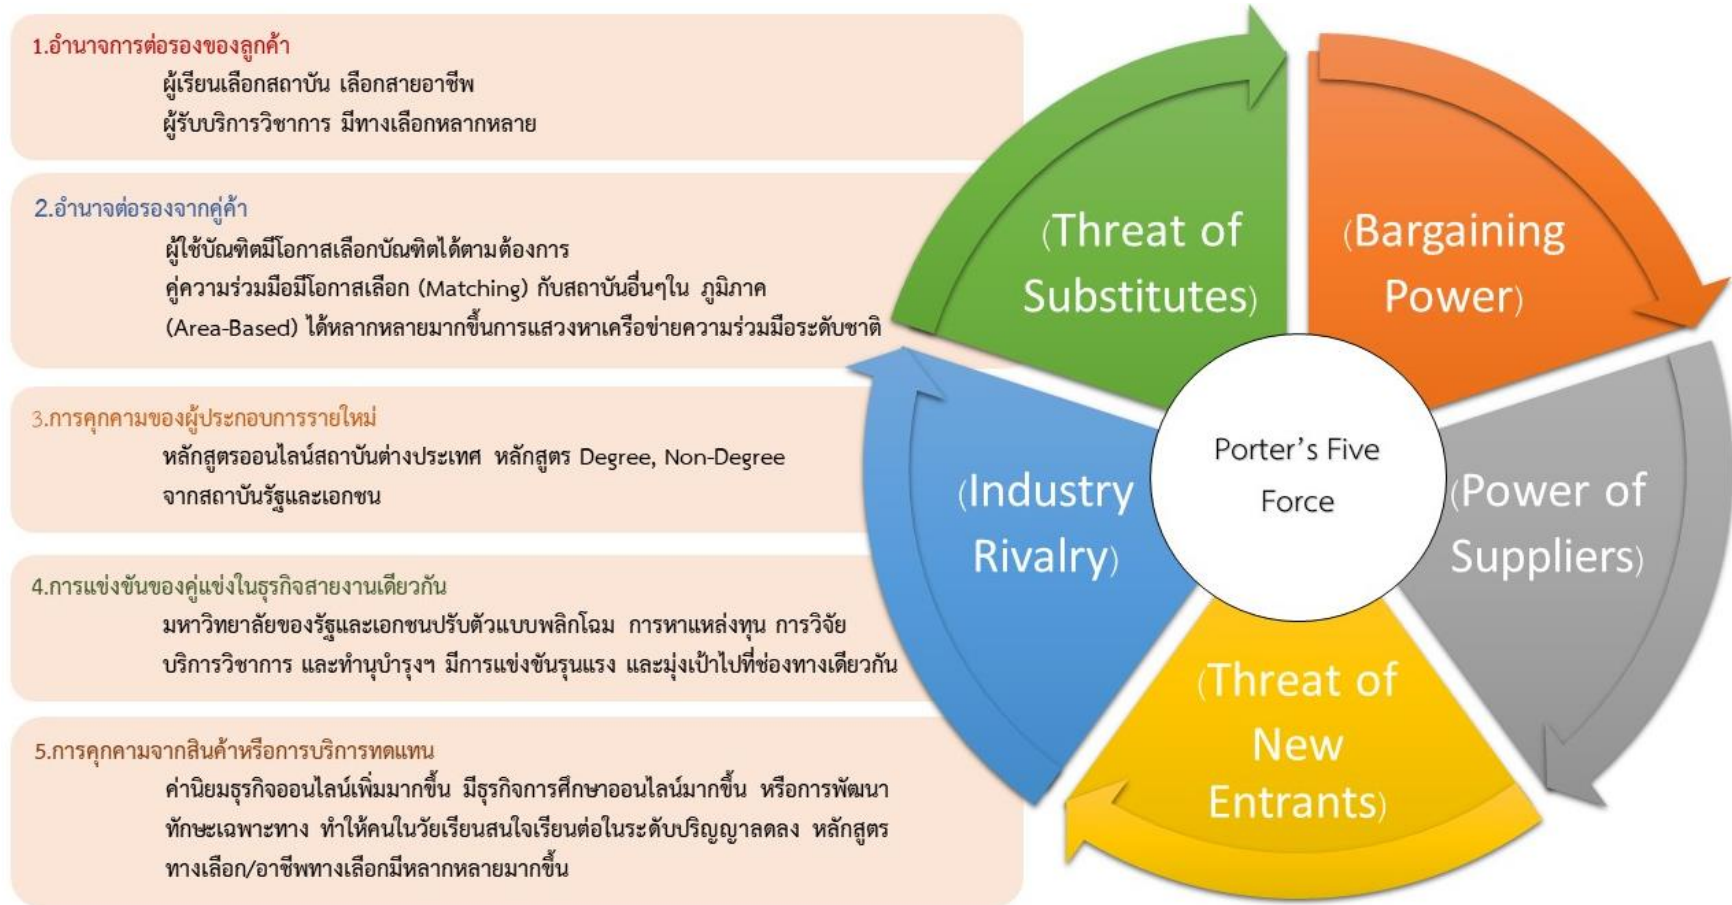 1.อำนาจการต่อรองของลูกค้า
ผู้เรียนเลือกสถาบัน เลือกสายอาชีพ
ผู้รับบริการวิชาการ มีทางเลือกหลากหลาย
2.อำนาจต่อรองจากคู่ค้า
ผู้ใช้บัณฑิตมีโอกาสเลือกบัณฑิตได้ตามต้องการ
คู่ความร่วมมือมีโอกาสเลือก (Matching) กับสถาบันอื่นๆใน ภูมิภาค
(Area-Based) ได้หลากหลายมากขึ้นการแสวงหาเครือข่ายความร่วมมือระดับชาติ
3.การคุกคามของผู้ประกอบการรายใหม่
หลักสูตรออนไลน์สถาบันต่างประเทศ หลักสูตร Degree, Non-Degree
จากสถาบันรัฐและเอกชน
4.การแข่งขันของคู่แข่งในธุรกิจสายงานเดียวกัน
มหาวิทยาลัยของรัฐและเอกชนปรับตัวแบบพลิกโฉม การหาแหล่งทุน การวิจัย
บริการวิชาการ และทำนุบำรุงฯ มีการแข่งขันรุนแรง และมุ่งเป้าไปที่ช่องทางเดียวกัน
5.การคุกคามจากสินค้าหรือการบริการทดแทน
ค่านิยมธุรกิจออนไลน์เพิ่มมากขึ้น มีธุรกิจการศึกษาออนไลน์มากขึ้น หรือการพัฒนา
ทักษะเฉพาะทาง ทำให้คนในวัยเรียนสนใจเรียนต่อในระดับปริญญาลดลง หลักสูตร
ทางเลือก/อาชีพทางเลือกมีหลากหลายมากขึ้น
(Threat of
Substitutes)
(Bargaining
Power)
(Industry
Rivalry)
Porter's Five
Force
(Power of
Suppliers)
(Threat of
New
Entrants)